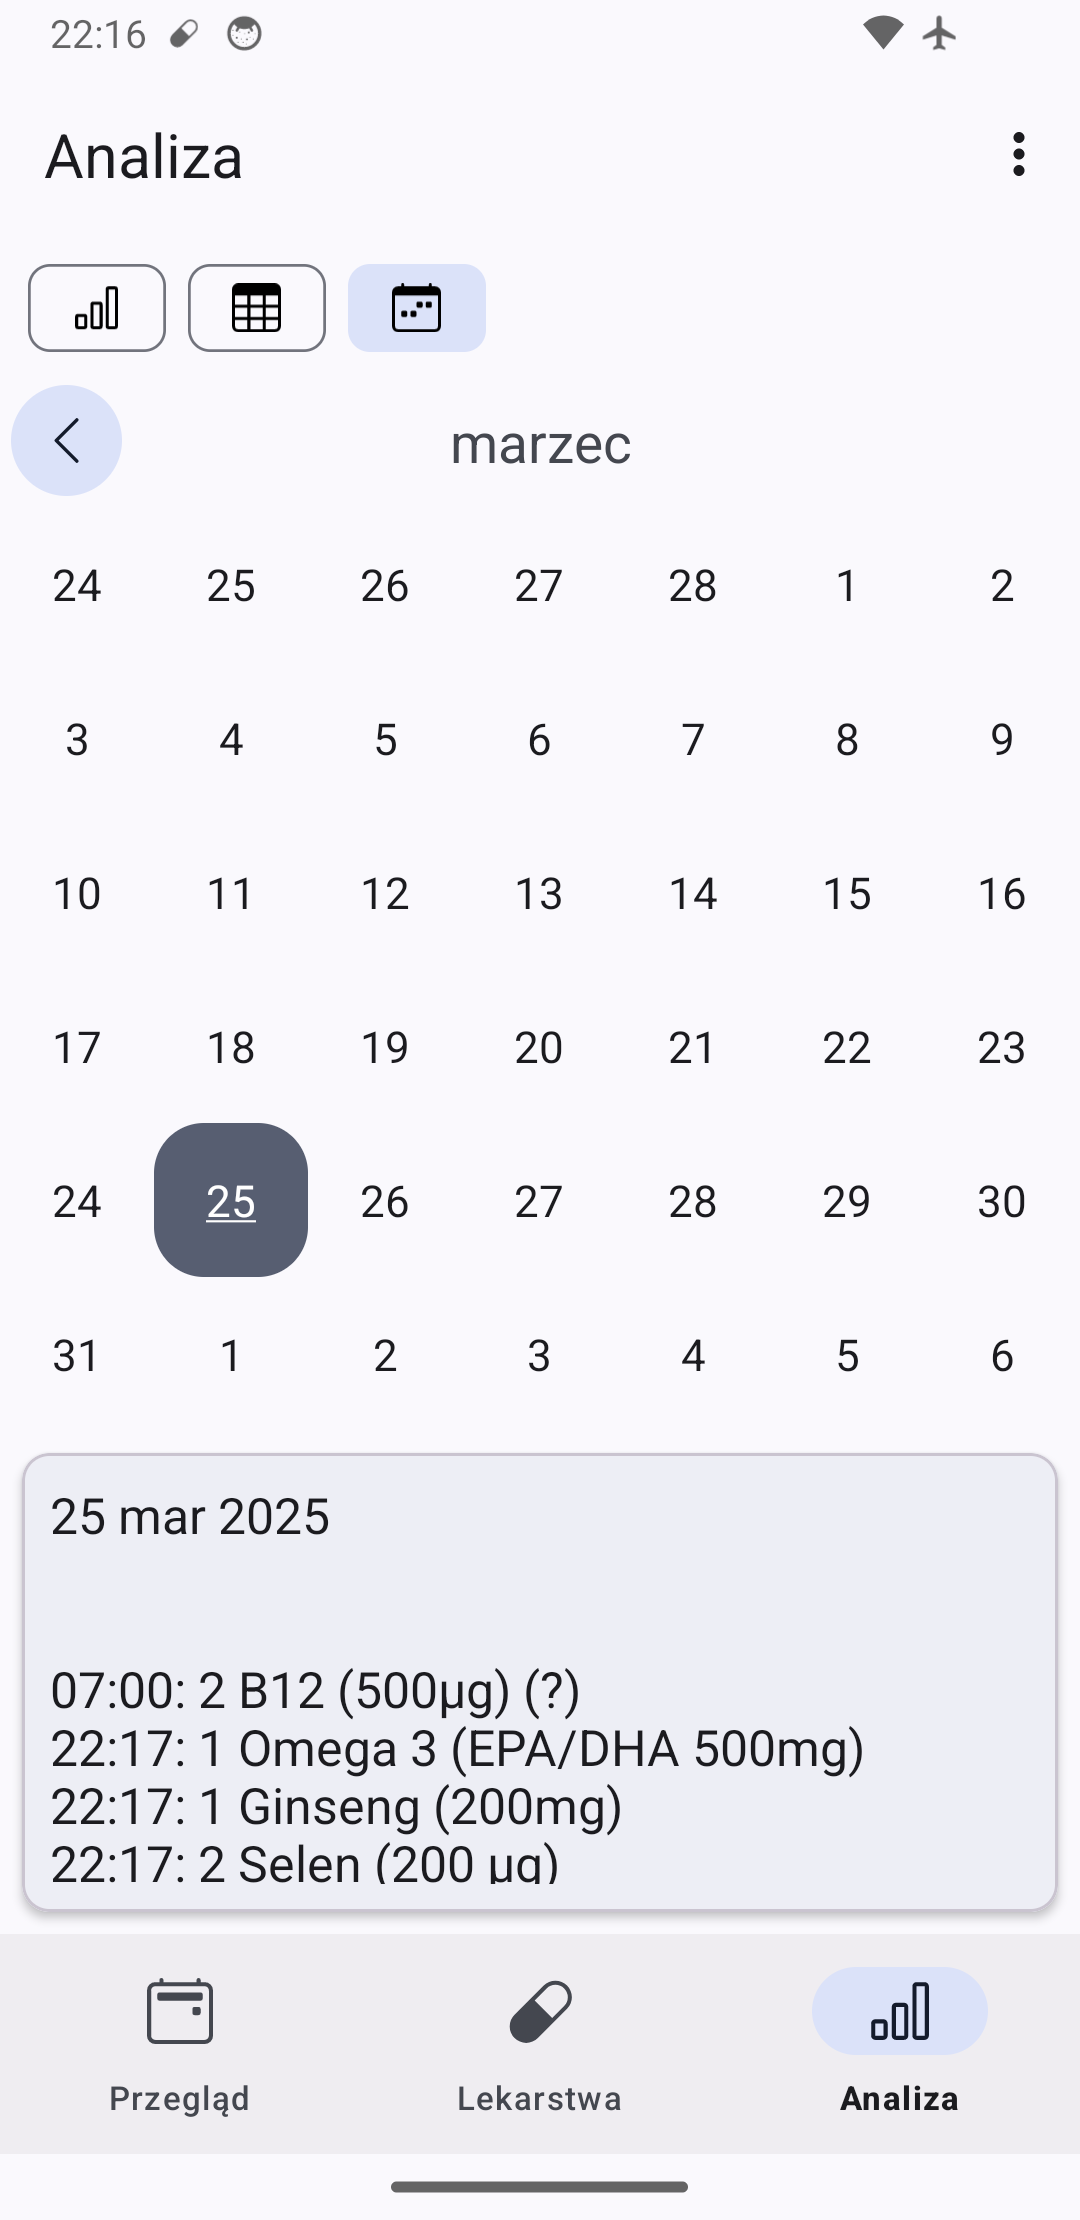 22:16
Analiza
marzec
24 25 26 27 28 1 2
3 4 5 6 7 8 9
10 11 12 13 14 15 16
17 18 19 20 21 22 23
24 25 26 27 28 29 30
31 1 2 3 4 5 6
25 mar 2025
07:00: 2 B12 (500µg) (?)
22:17: 1 Omega 3 (EPA/DHA 500mg)
22:17: 1 Ginseng (200mg)
22:17: 2 Selen (200 µg)
Przegląd Lekarstwa Analiza